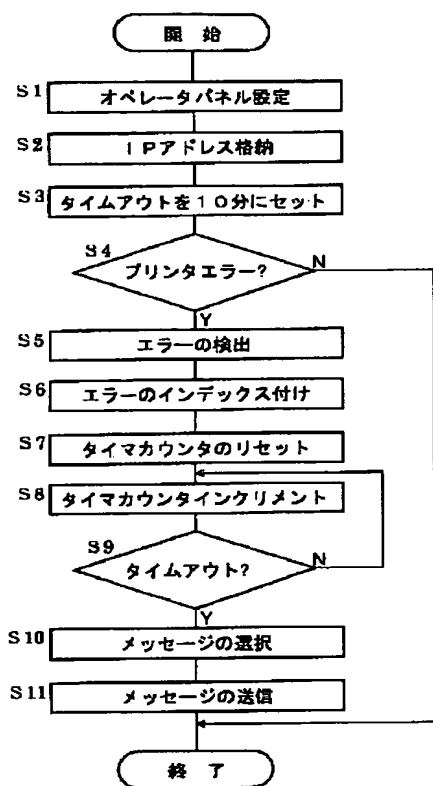 開 始
S1 オペレータパネル設定
S2 IPアドレス格納
S3 タイムアウトを10分にセット
S4
プリンタエラー? N
Y
S5 エラーの検出
S6 エラーのインデックス付け
S7 タイマカウンタのリセット
S8 タイマカウンタインクリメント
S9
タイムアウト? N
Y
S10 メッセージの選択
S11 メッセージの送信
終 了